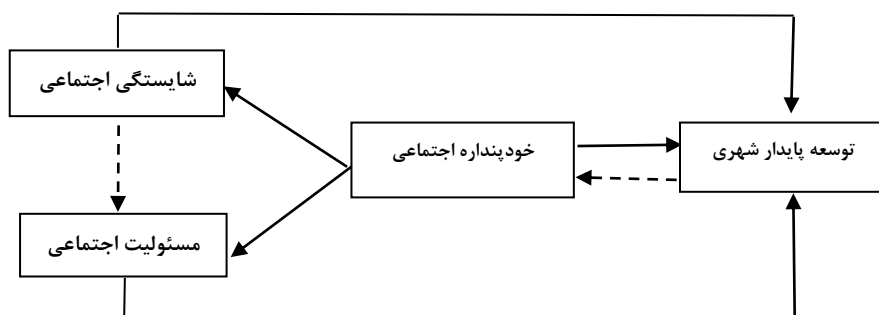 شایستگی اجتماعی
خودپنداره اجتماعی
توسعه پایدار شهری
مسئولیت اجتماعی